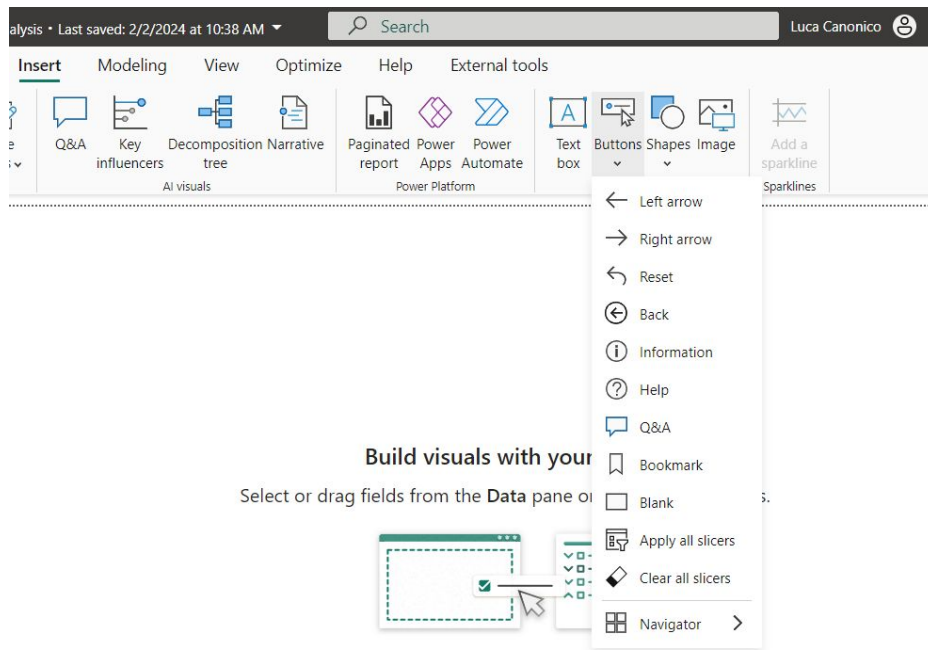 alysis • Last saved: 2/2/2024 at 10:38 AM
Search
Luca Canonico
Insert Modeling View Optimize Help External tools
Q&A
Key influencers
Decomposition tree
Narrative
Paginated report
Power Apps
Power Automate
Text box
Buttons
Shapes
Image
Add a sparkline
AI visuals
Power Platform
Sparklines
Left arrow
Right arrow
Reset
Back
Information
Help
Q&A
Bookmark
Blank
Apply all slicers
Clear all slicers
Navigator
Build visuals with your
Select or drag fields from the Data pane or s.